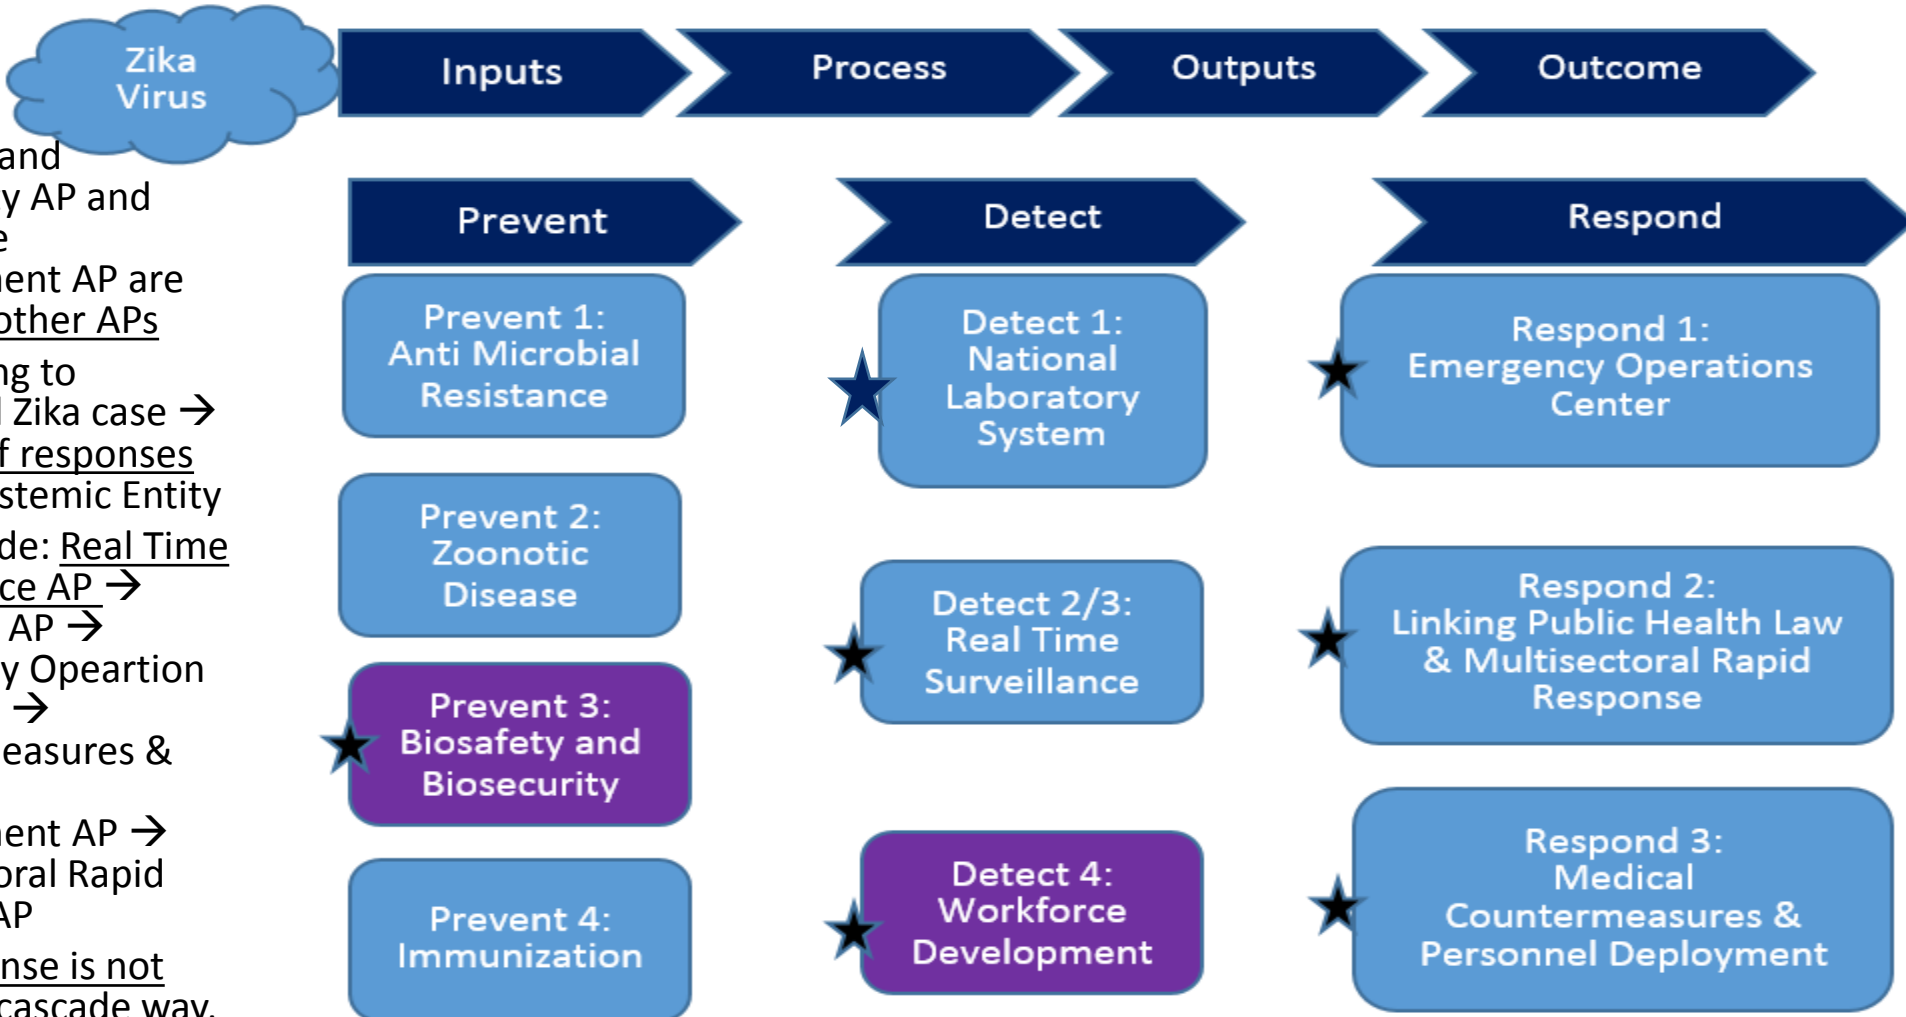 Zika
Virus
Inputs
Process
Outputs
Outcome
and
y AP and
e
ent AP are
other APs
ng to
l Zika case →
f responses
stemic Entity
de: Real Time
ce AP →
AP →
y Opeartion
→
easures &
ent AP →
oral Rapid
AP
nse is not
cascade way.
Prevent
Detect
Respond
Prevent 1:
Anti Microbial
Resistance
Prevent 2:
Zoonotic
Disease
Prevent 3:
Biosafety and
Biosecurity
Prevent 4:
Immunization
Detect 1:
National
Laboratory
System
Detect 2/3:
Real Time
Surveillance
Detect 4:
Workforce
Development
Respond 1:
Emergency Operations
Center
Respond 2:
Linking Public Health Law
& Multisectoral Rapid
Response
Respond 3:
Medical
Countermeasures &
Personnel Deployment